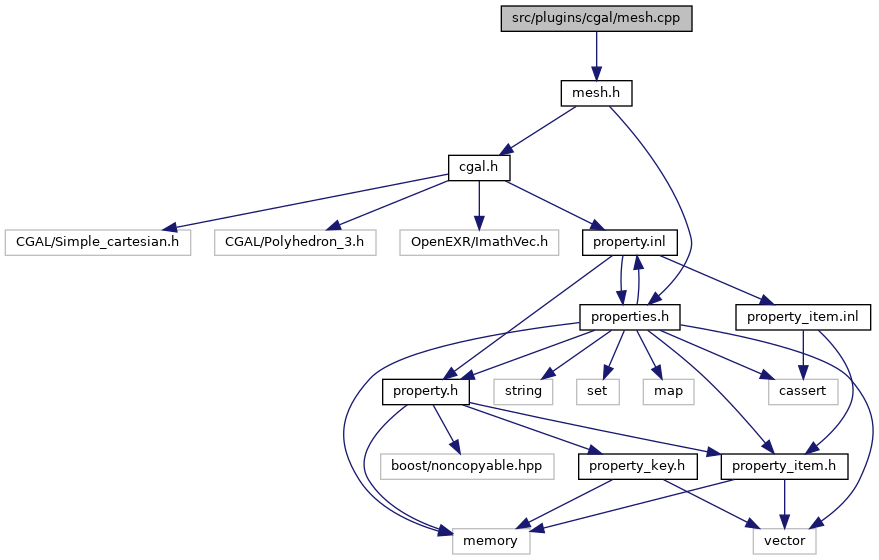 src/plugins/cgal/mesh.cpp
mesh.h
cgal.h
CGAL/Simple_cartesian.h
CGAL/Polyhedron_3.h
OpenEXR/ImathVec.h
property.inl
properties.h
property_item.inl
property.h
string
set
map
cassert
boost/noncopyable.hpp
property_key.h
property_item.h
memory
vector